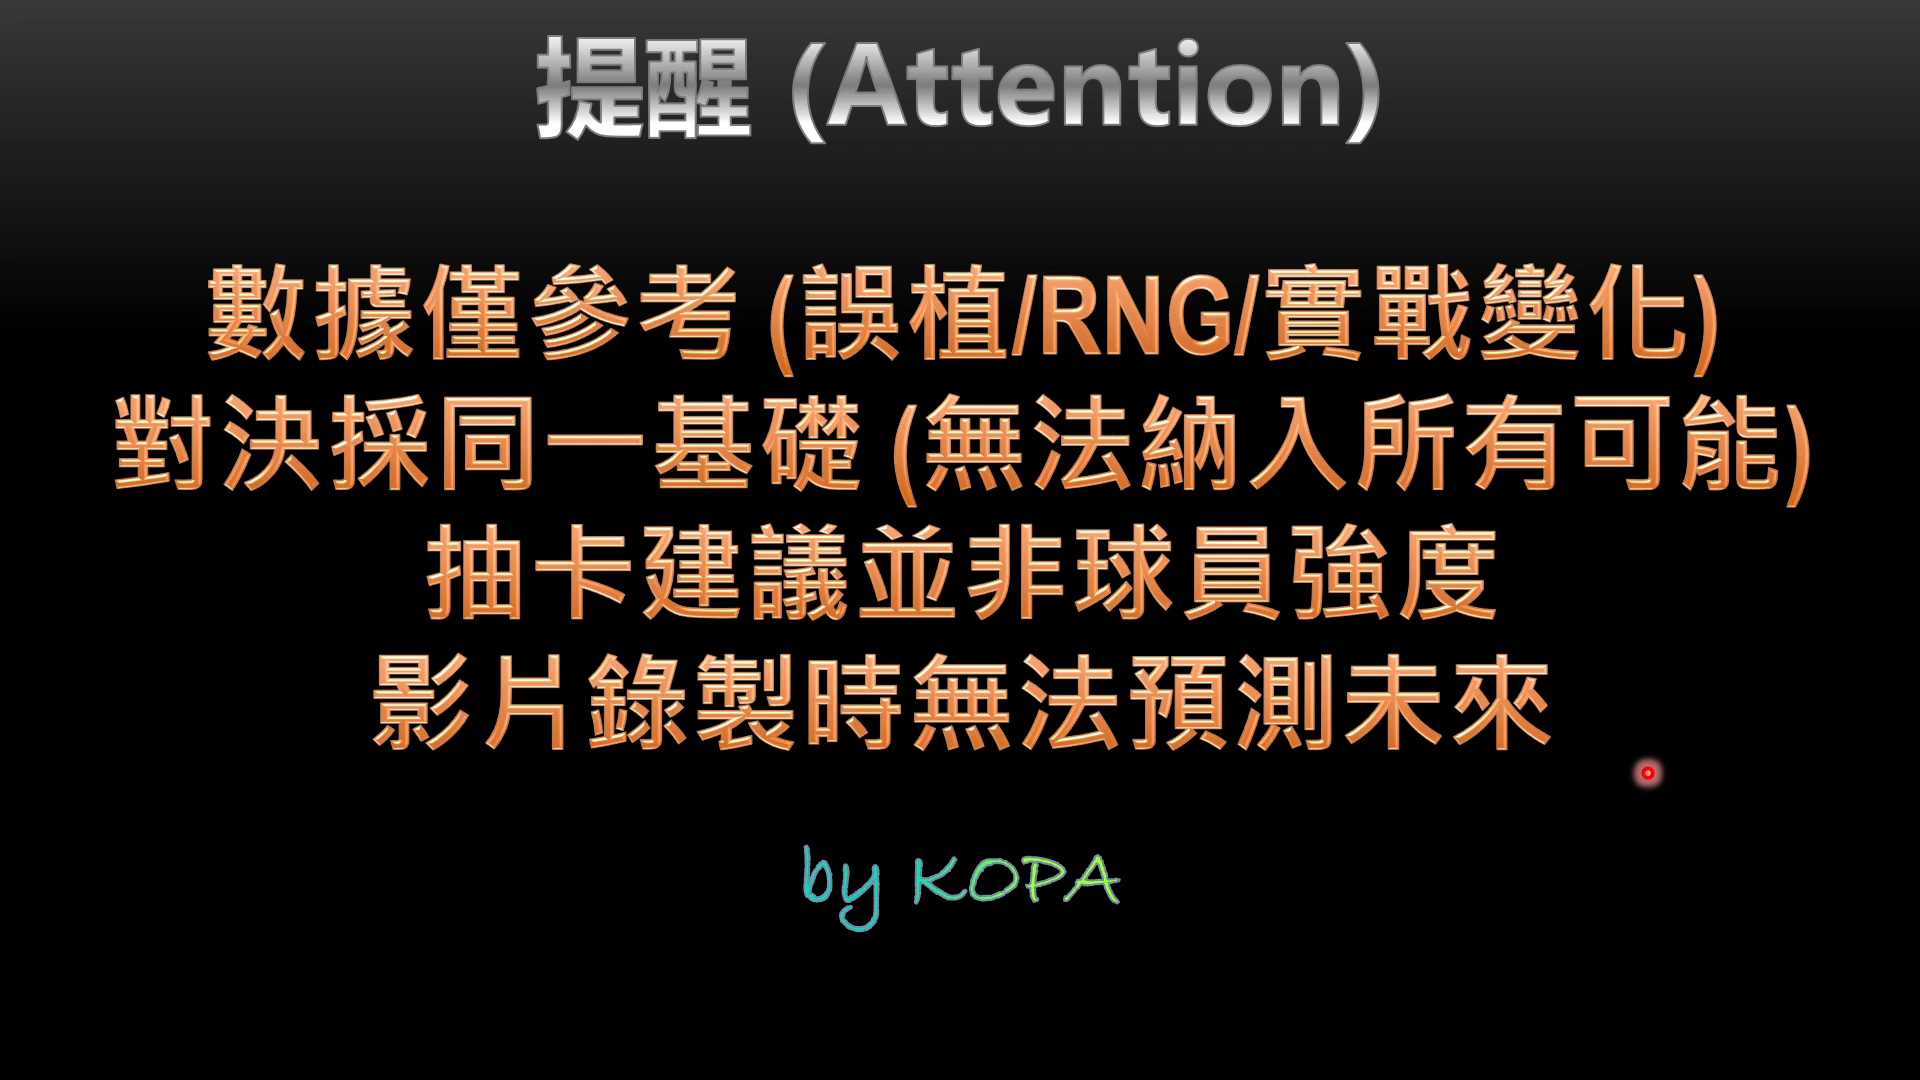 提醒 (Attention)
數據僅參考 (誤植/RNG/實戰變化)
對決採同一基礎 (無法納入所有可能)
抽卡建議並非球員強度
影片錄製時無法預測未來
by KOPA